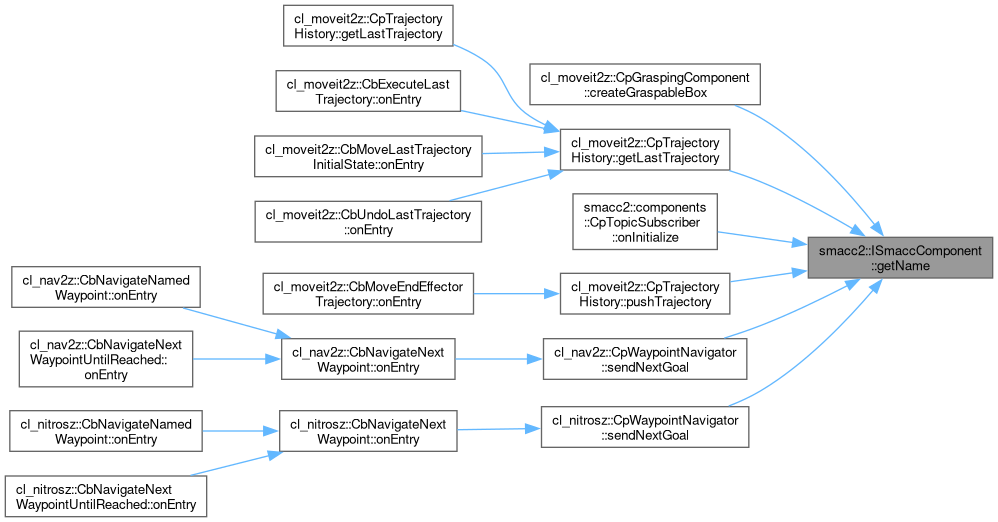 cl_moveit2z::CpTrajectory
History::getLastTrajectory
cl_moveit2z::CbExecuteLast
Trajectory::onEntry
cl_moveit2z::CpGraspingComponent
::createGraspableBox
cl_moveit2z::CbMoveLastTrajectory
InitialState::onEntry
cl_moveit2z::CpTrajectory
History::getLastTrajectory
cl_moveit2z::CbUndoLastTrajectory
::onEntry
smacc2::components
::CpTopicSubscriber
::onInitialize
smacc2::ISmaccComponent
::getName
cl_nav2z::CbNavigateNamed
Waypoint::onEntry
cl_moveit2z::CbMoveEndEffector
Trajectory::onEntry
cl_moveit2z::CpTrajectory
History::pushTrajectory
cl_nav2z::CbNavigateNext
WaypointUntilReached::
onEntry
cl_nav2z::CbNavigateNext
Waypoint::onEntry
cl_nav2z::CpWaypointNavigator
::sendNextGoal
cl_nitrosz::CbNavigateNamed
Waypoint::onEntry
cl_nitrosz::CbNavigateNext
Waypoint::onEntry
cl_nitrosz::CpWaypointNavigator
::sendNextGoal
cl_nitrosz::CbNavigateNext
WaypointUntilReached::onEntry